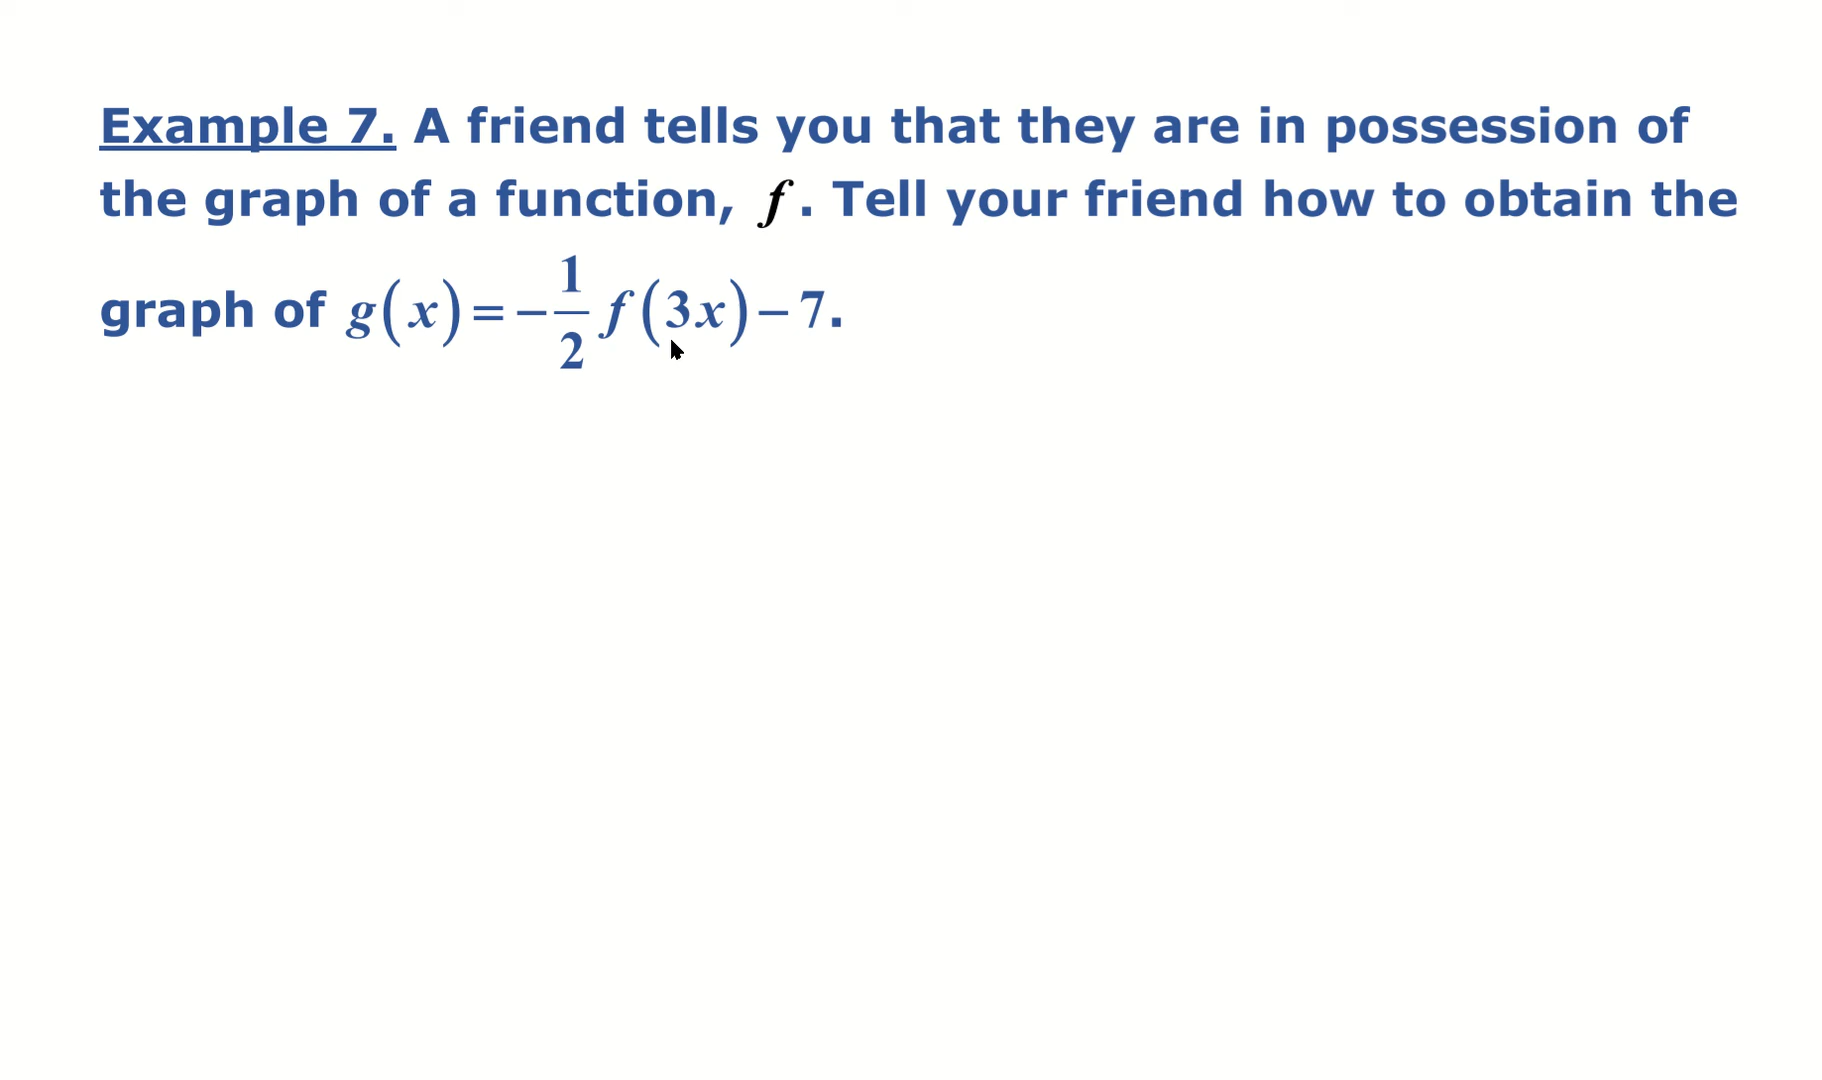 Example 7. A friend tells you that they are in possession of
the graph of a function, f. Tell your friend how to obtain the
graph of g(x) = −1/2 f(3x) − 7.